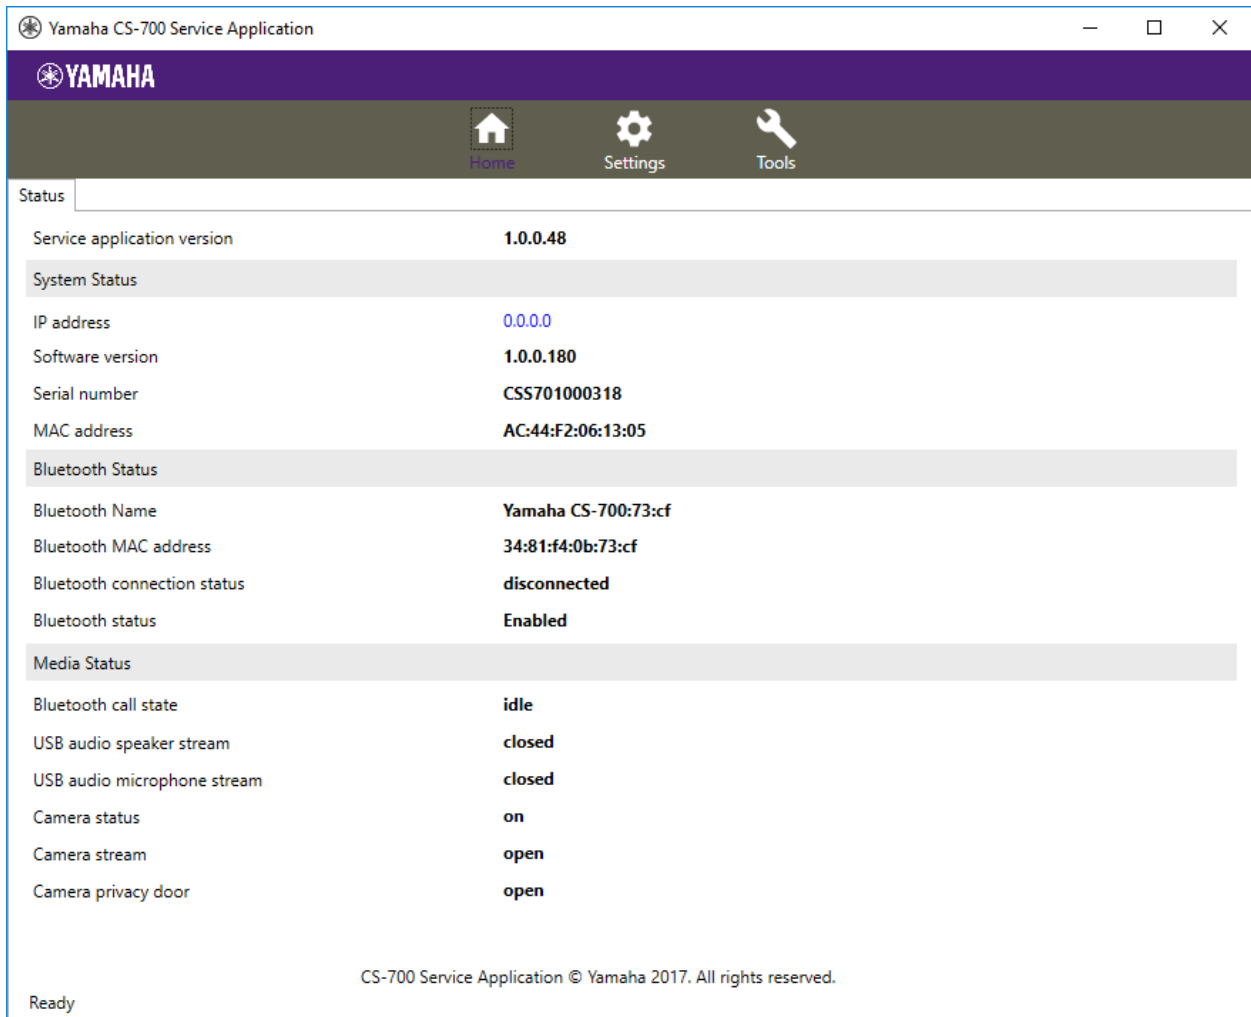 Yamaha CS-700 Service Application
YAMAHA
Home Settings Tools
Status
Service application version 1.0.0.48
System Status
IP address 0.0.0.0
Software version 1.0.0.180
Serial number CSS701000318
MAC address AC:44:F2:06:13:05
Bluetooth Status
Bluetooth Name Yamaha CS-700:73:cf
Bluetooth MAC address 34:81:f4:0b:73:cf
Bluetooth connection status disconnected
Bluetooth status Enabled
Media Status
Bluetooth call state idle
USB audio speaker stream closed
USB audio microphone stream closed
Camera status on
Camera stream open
Camera privacy door open
CS-700 Service Application © Yamaha 2017. All rights reserved.
Ready